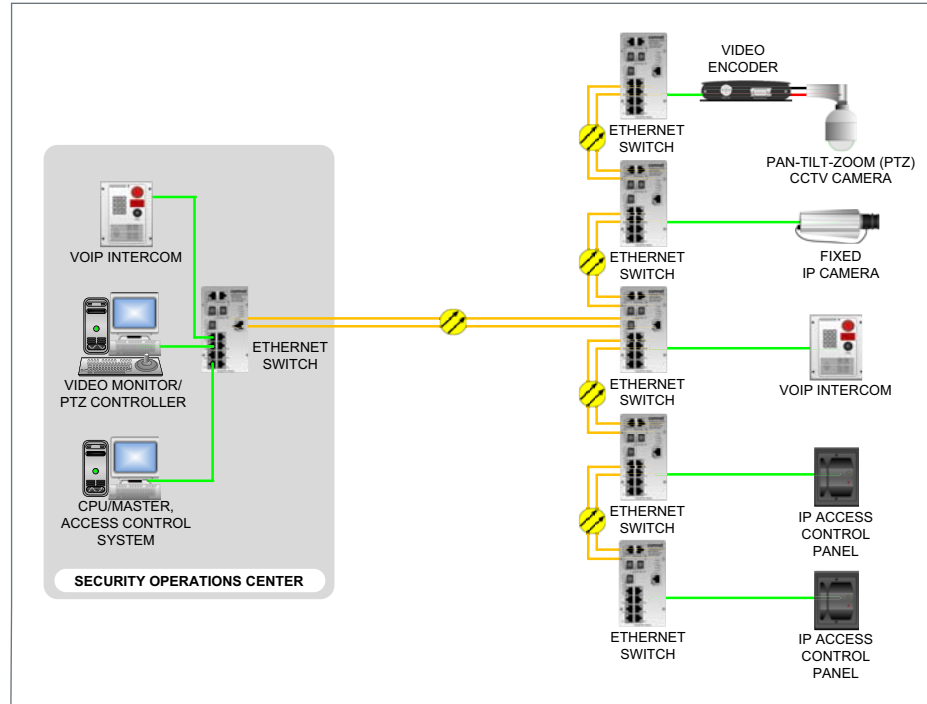 VIDEO
ENCODER
ETHERNET
SWITCH
PAN-TILT-ZOOM (PTZ)
CCTV CAMERA
VOIP INTERCOM
ETHERNET
SWITCH
FIXED
IP CAMERA
ETHERNET
SWITCH
VIDEO MONITOR/
PTZ CONTROLLER
ETHERNET
SWITCH
VOIP INTERCOM
CPU/MASTER,
ACCESS CONTROL
SYSTEM
ETHERNET
SWITCH
IP ACCESS
CONTROL
PANEL
SECURITY OPERATIONS CENTER
ETHERNET
SWITCH
IP ACCESS
CONTROL
PANEL